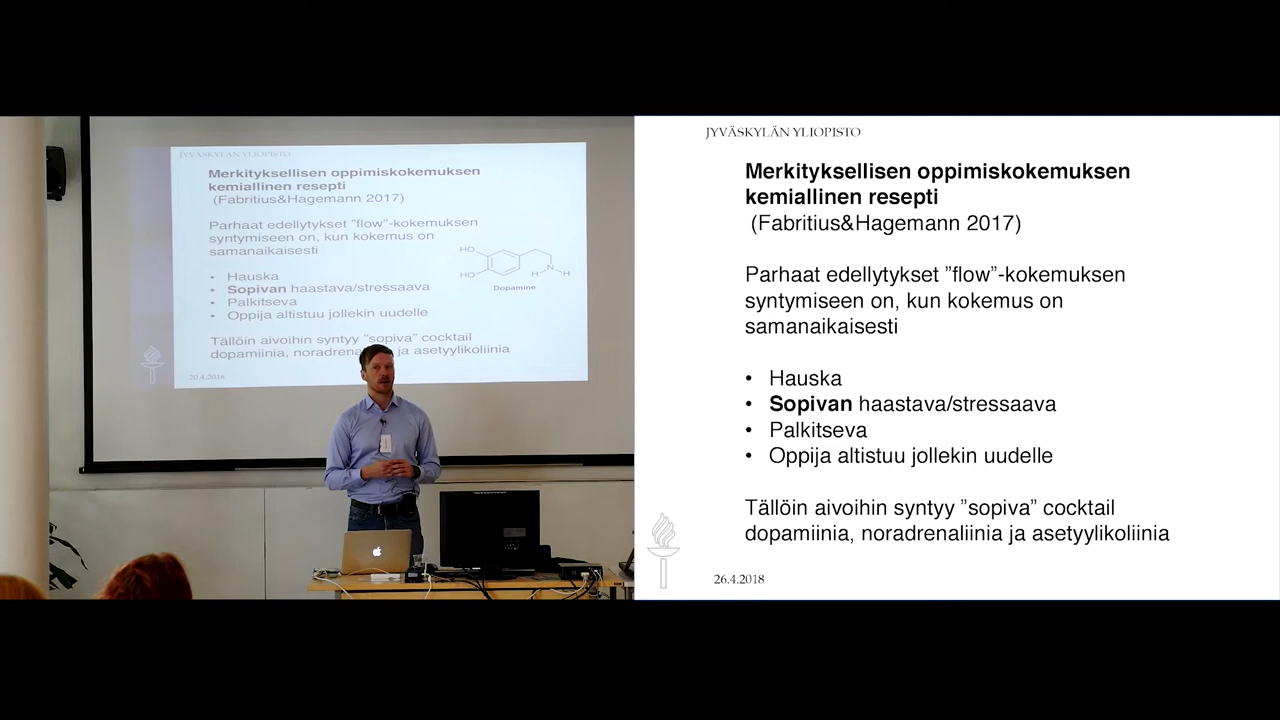 JYVÄSKYLÄN YLIOPISTO
Merkityksellisen oppimiskokemuksen
kemiallinen resepti
(Fabritius&Hagemann 2017)
Parhaat edellytykset "flow"-kokemuksen
syntymiseen on, kun kokemus on
samanaikaisesti
HO
HO
N
H
H
Dopamine
• Hauska
• Sopivan haastava/stressaava
• Palkitseva
• Oppija altistuu jollekin uudelle
Tällöin aivoihin syntyy "sopiva" cocktail
dopamiinia, noradrena ja asetyylikoliinia
JYVÄSKYLÄN YLIOPISTO
Merkityksellisen oppimiskokemuksen
kemiallinen resepti
(Fabritius&Hagemann 2017)
Parhaat edellytykset ”flow”-kokemuksen
syntymiseen on, kun kokemus on
samanaikaisesti
• Hauska
• Sopivan haastava/stressaava
• Palkitseva
• Oppija altistuu jollekin uudelle
Tällöin aivoihin syntyy ”sopiva” cocktail
dopamiinia, noradrenaliinia ja asetyylikoliinia
26.4.2018